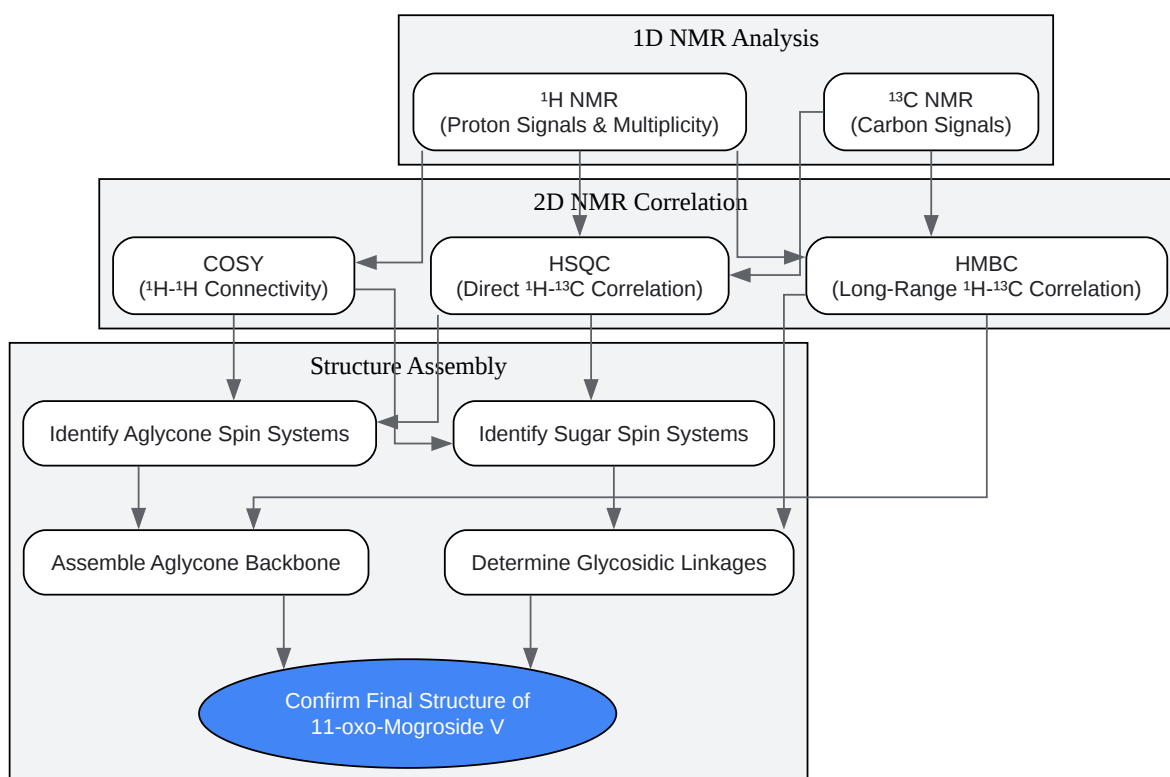 1D NMR Analysis
¹H NMR
(Proton Signals & Multiplicity)
¹³C NMR
(Carbon Signals)
2D NMR Correlation
COSY
(¹H-¹H Connectivity)
HSQC
(Direct ¹H-¹³C Correlation)
HMBC
(Long-Range ¹H-¹³C Correlation)
Structure Assembly
Identify Aglycone Spin Systems
Identify Sugar Spin Systems
Assemble Aglycone Backbone
Determine Glycosidic Linkages
Confirm Final Structure of
11-oxo-Mogroside V